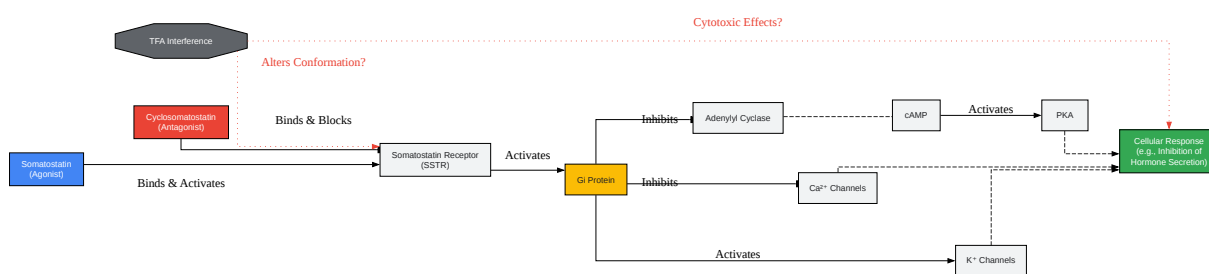 Cytotoxic Effects?
TFA Interference
Alters Conformation?
Cyclosomatostatin
(Antagonist)
Binds & Blocks
Inhibits
Adenylyl Cyclase
cAMP
Activates
PKA
Cellular Response
(e.g., Inhibition of
Hormone Secretion)
Somatostatin
(Agonist)
Binds & Activates
Somatostatin Receptor
(SSTR)
Activates
Gi Protein
Inhibits
Ca²⁺ Channels
Activates
K⁺ Channels